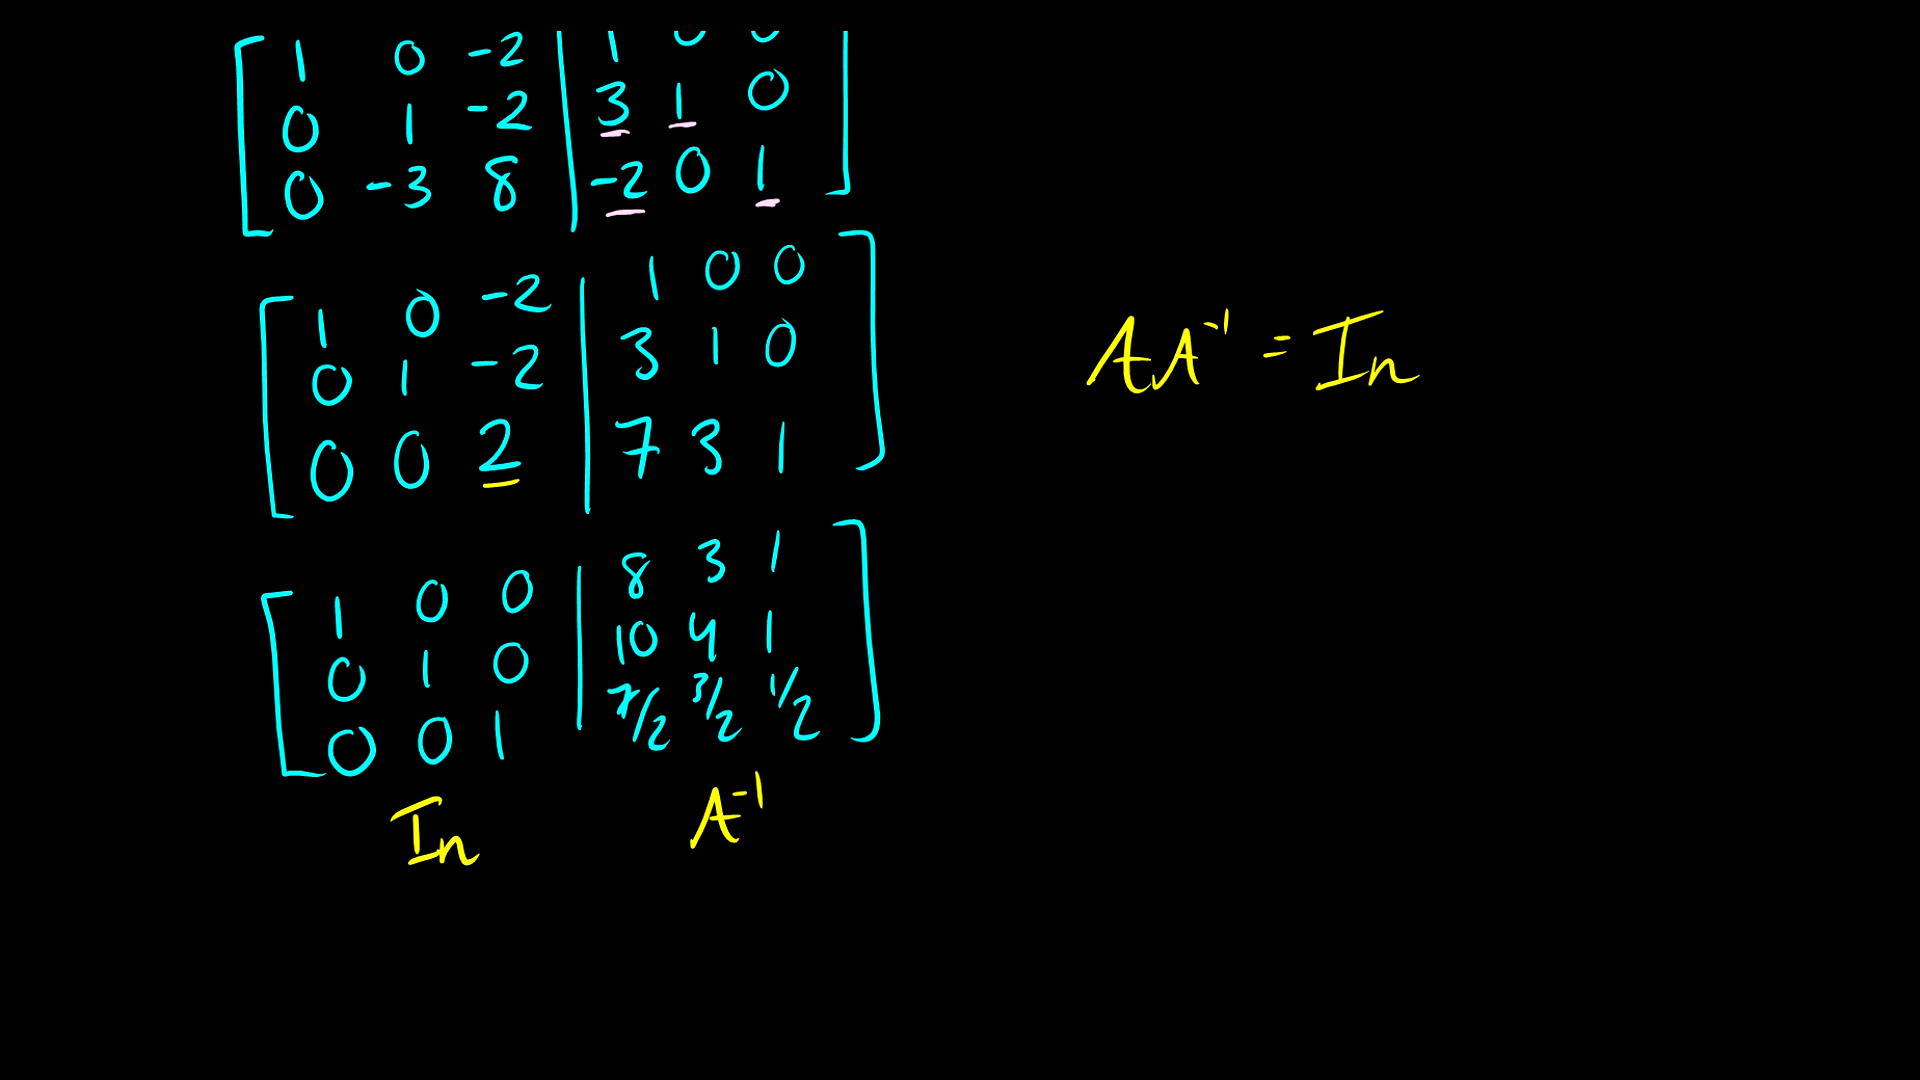 1 0 -2 | 1 0 0
0 1 -2 | 3 1 0
0 -3 8 | -2 0 1
1 0 -2 | 1 0 0
0 1 -2 | 3 1 0
0 0 2 | 7 3 1
AA⁻¹ = In
1 0 0 | 8 3 1
0 1 0 | 10 4 1
0 0 1 | 7/2 3/2 1/2
In A⁻¹